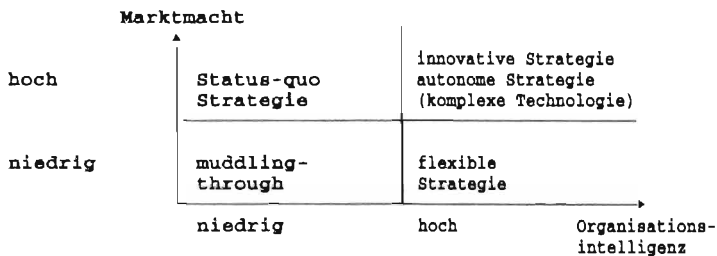 Marktmacht
hoch
Status-quo
Strategie
innovative Strategie
autonome Strategie
(komplexe Technologie)
niedrig
muddling-
through
flexible
Strategie
niedrig
hoch
Organisations-
intelligenz